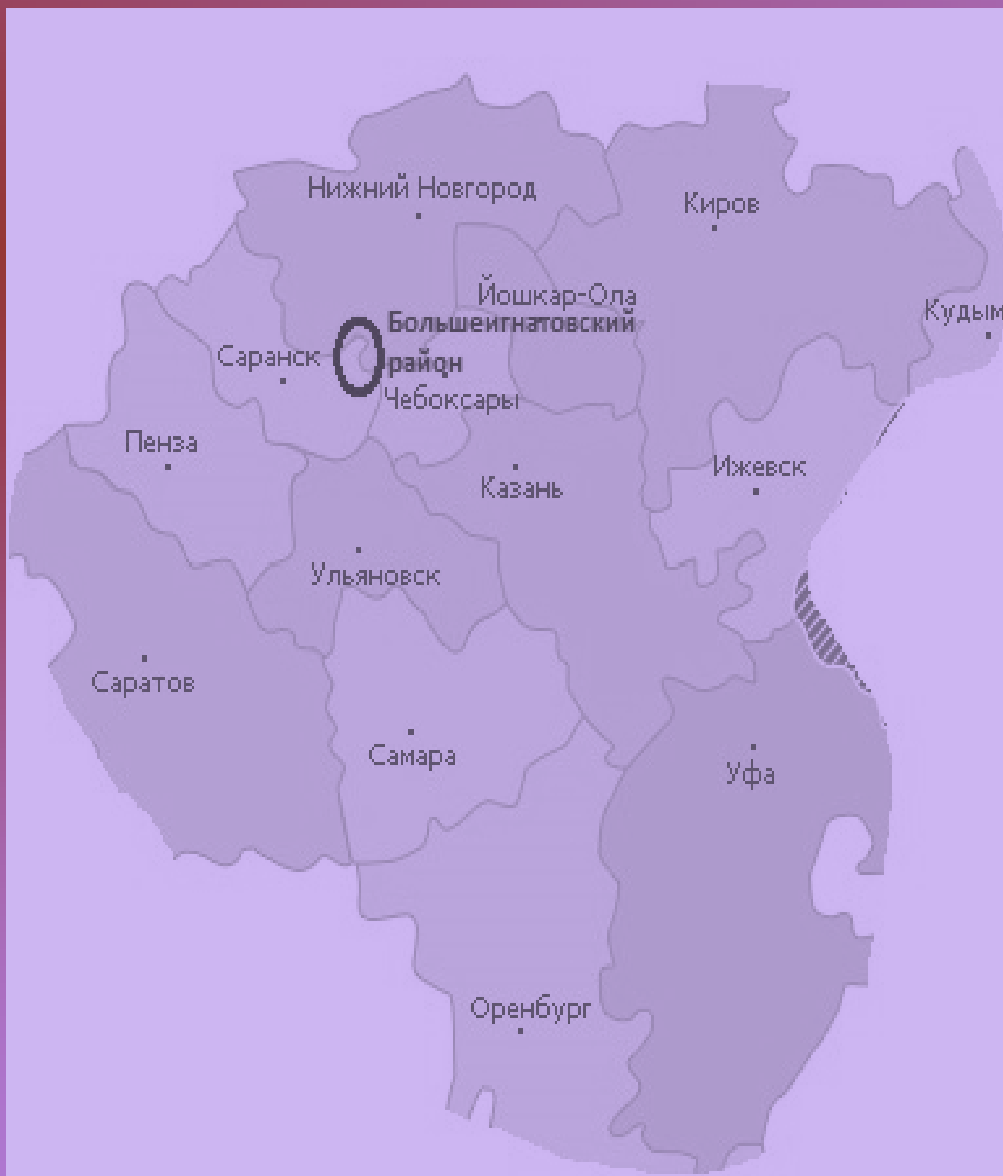 Нижний Новгород
Киров
Йошкар-Ола
Кудым
Большеигнатовский
район
Саранск
Чебоксары
Пенза
Ижевск
Казань
Ульяновск
Саратов
Самара
Уфа
Оренбург